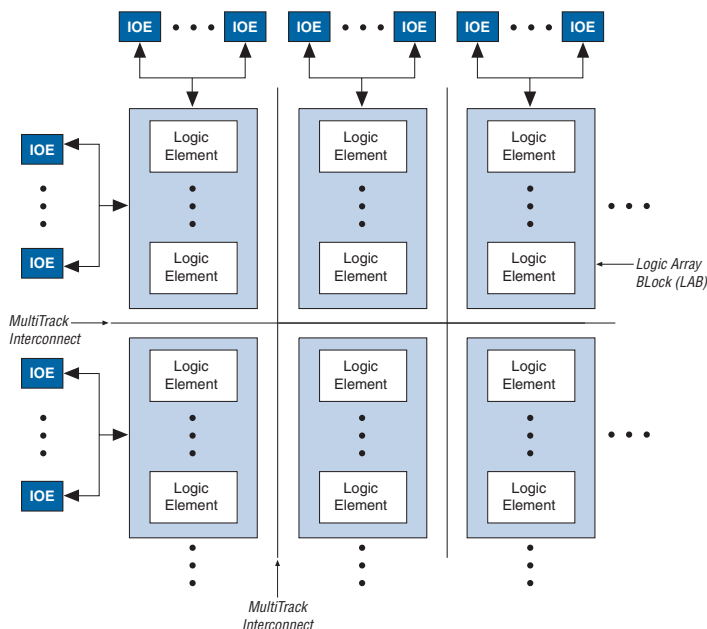 IOE IOE IOE IOE IOE IOE
Logic Element Logic Element Logic Element
IOE
Logic Element Logic Element Logic Element
IOE
Logic Array
BLock (LAB)
MultiTrack
Interconnect
Logic Element Logic Element Logic Element
IOE
Logic Element Logic Element Logic Element
IOE
MultiTrack
Interconnect